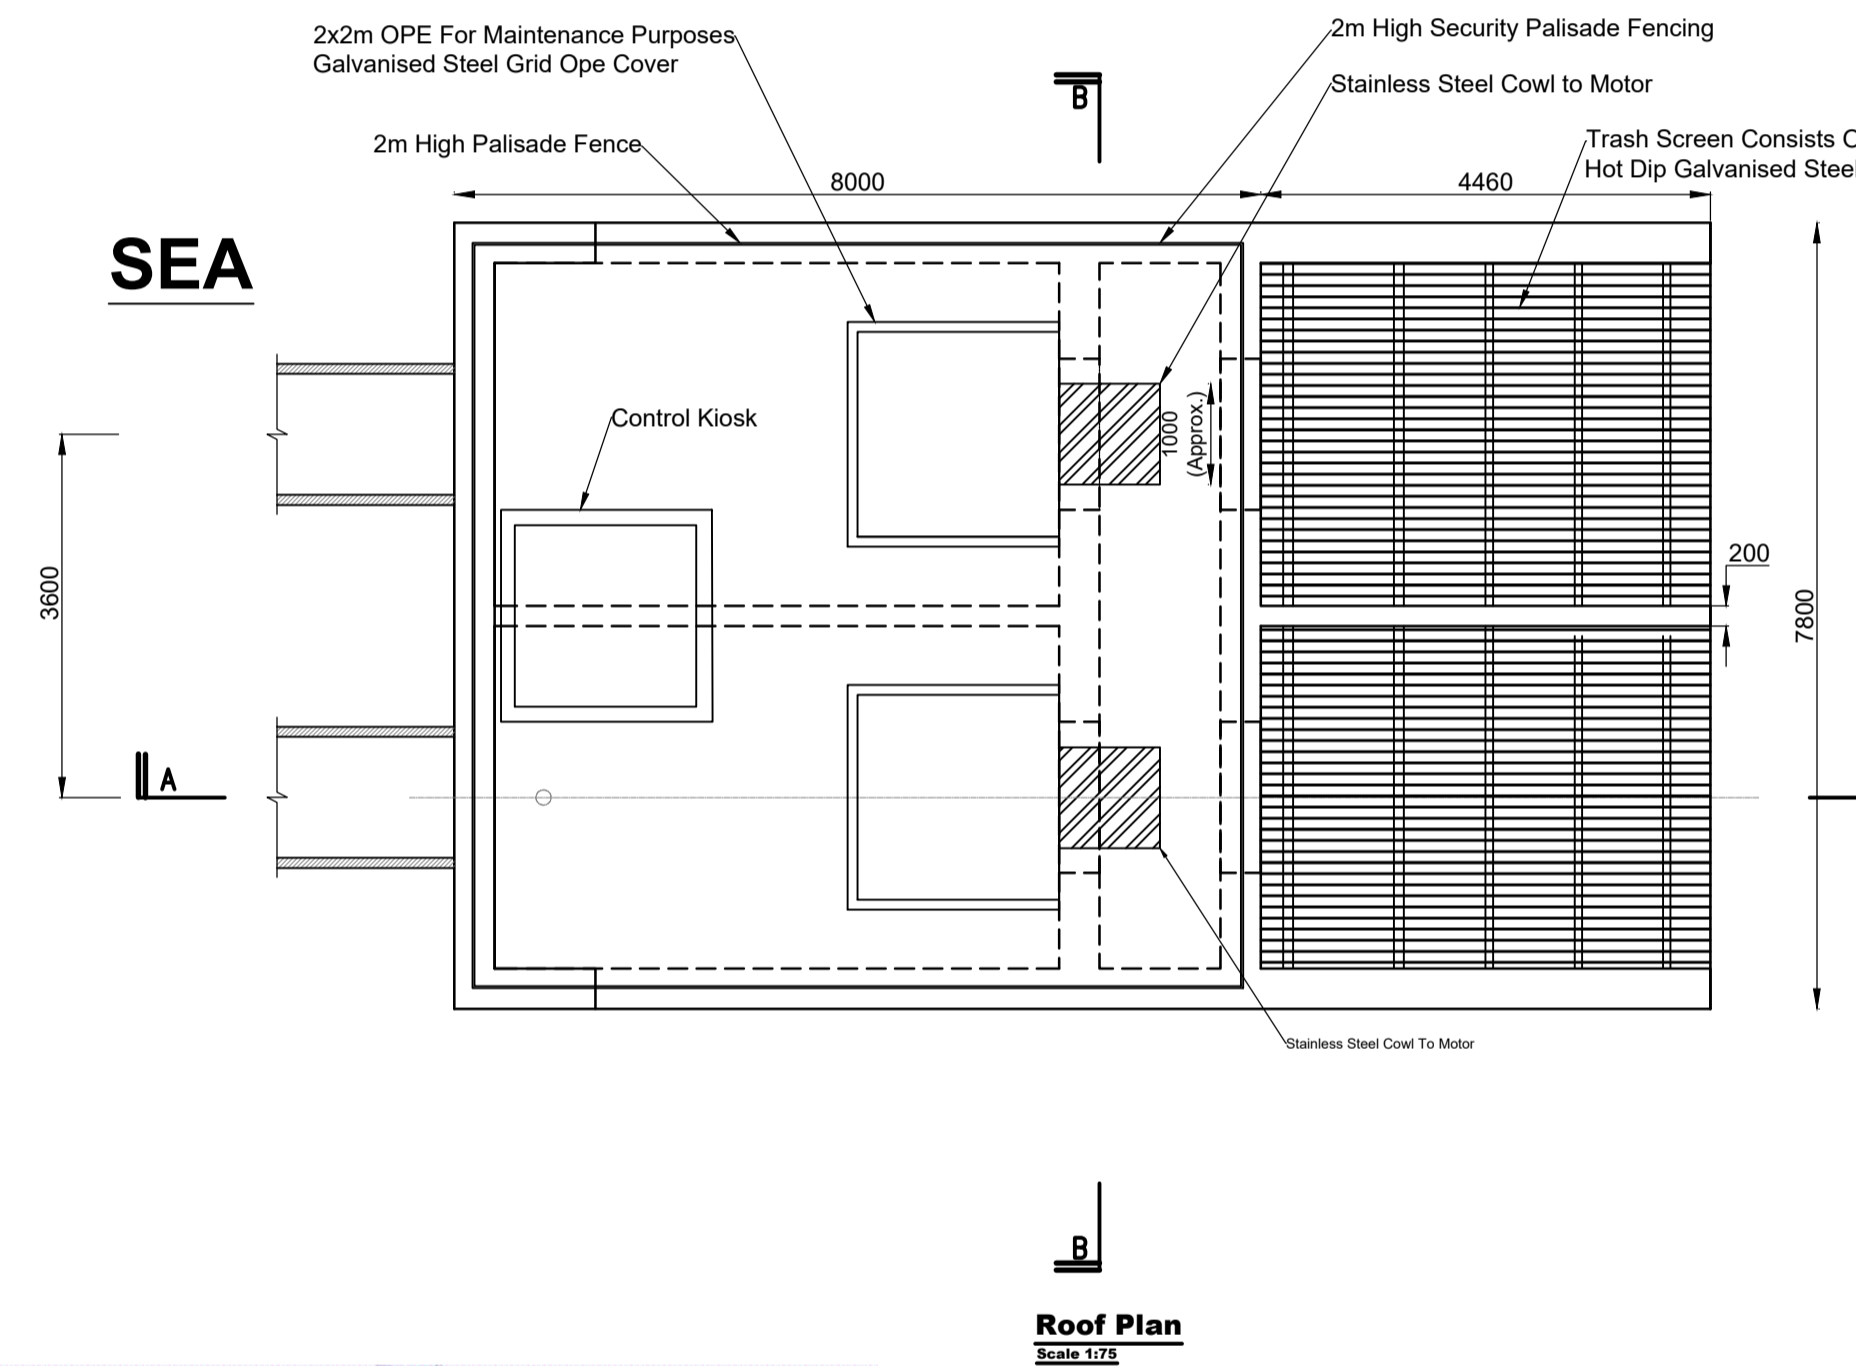 2x2m OPE For Maintenance Purposes
Galvanised Steel Grid Ope Cover
2m High Security Palisade Fencing
Stainless Steel Cowl to Motor
B
2m High Palisade Fence
Trash Screen Consists
Hot Dip Galvanised Steel
8000
4460
SEA
Control Kiosk
1000
(Approx.)
200
3600
7800
A
Stainless Steel Cowl To Motor
B
Roof Plan
Scale 1:75